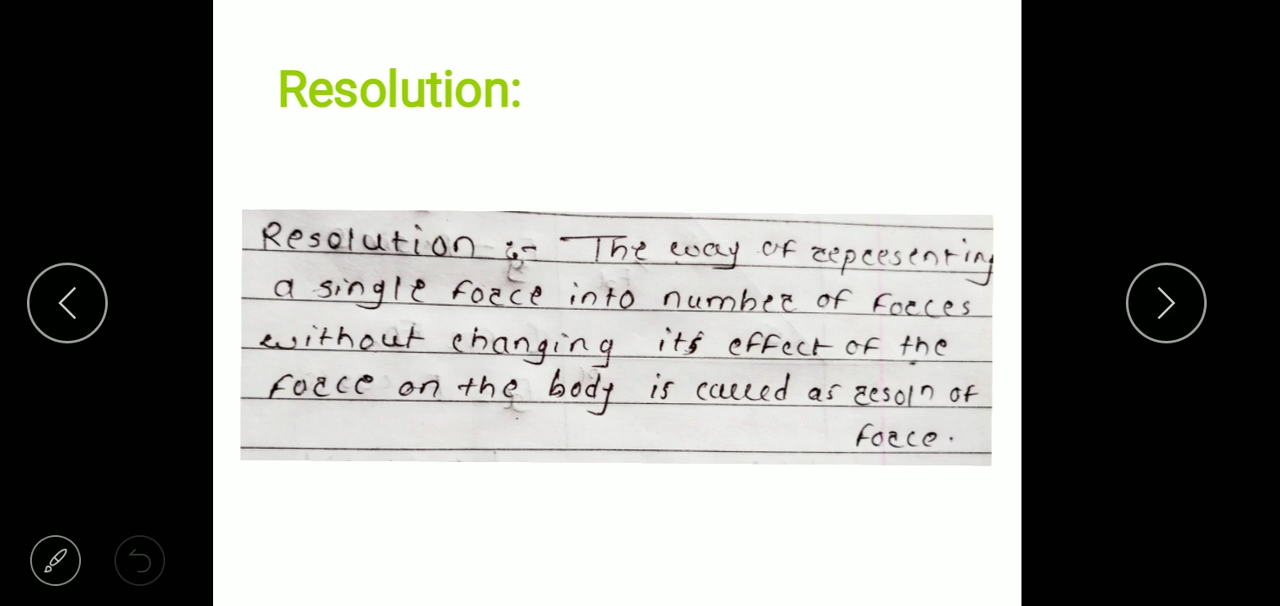 Resolution:
Resolution :- The way of representing
a single force into number of forces
without changing its effect of the
force on the body is called as resoln of
force.